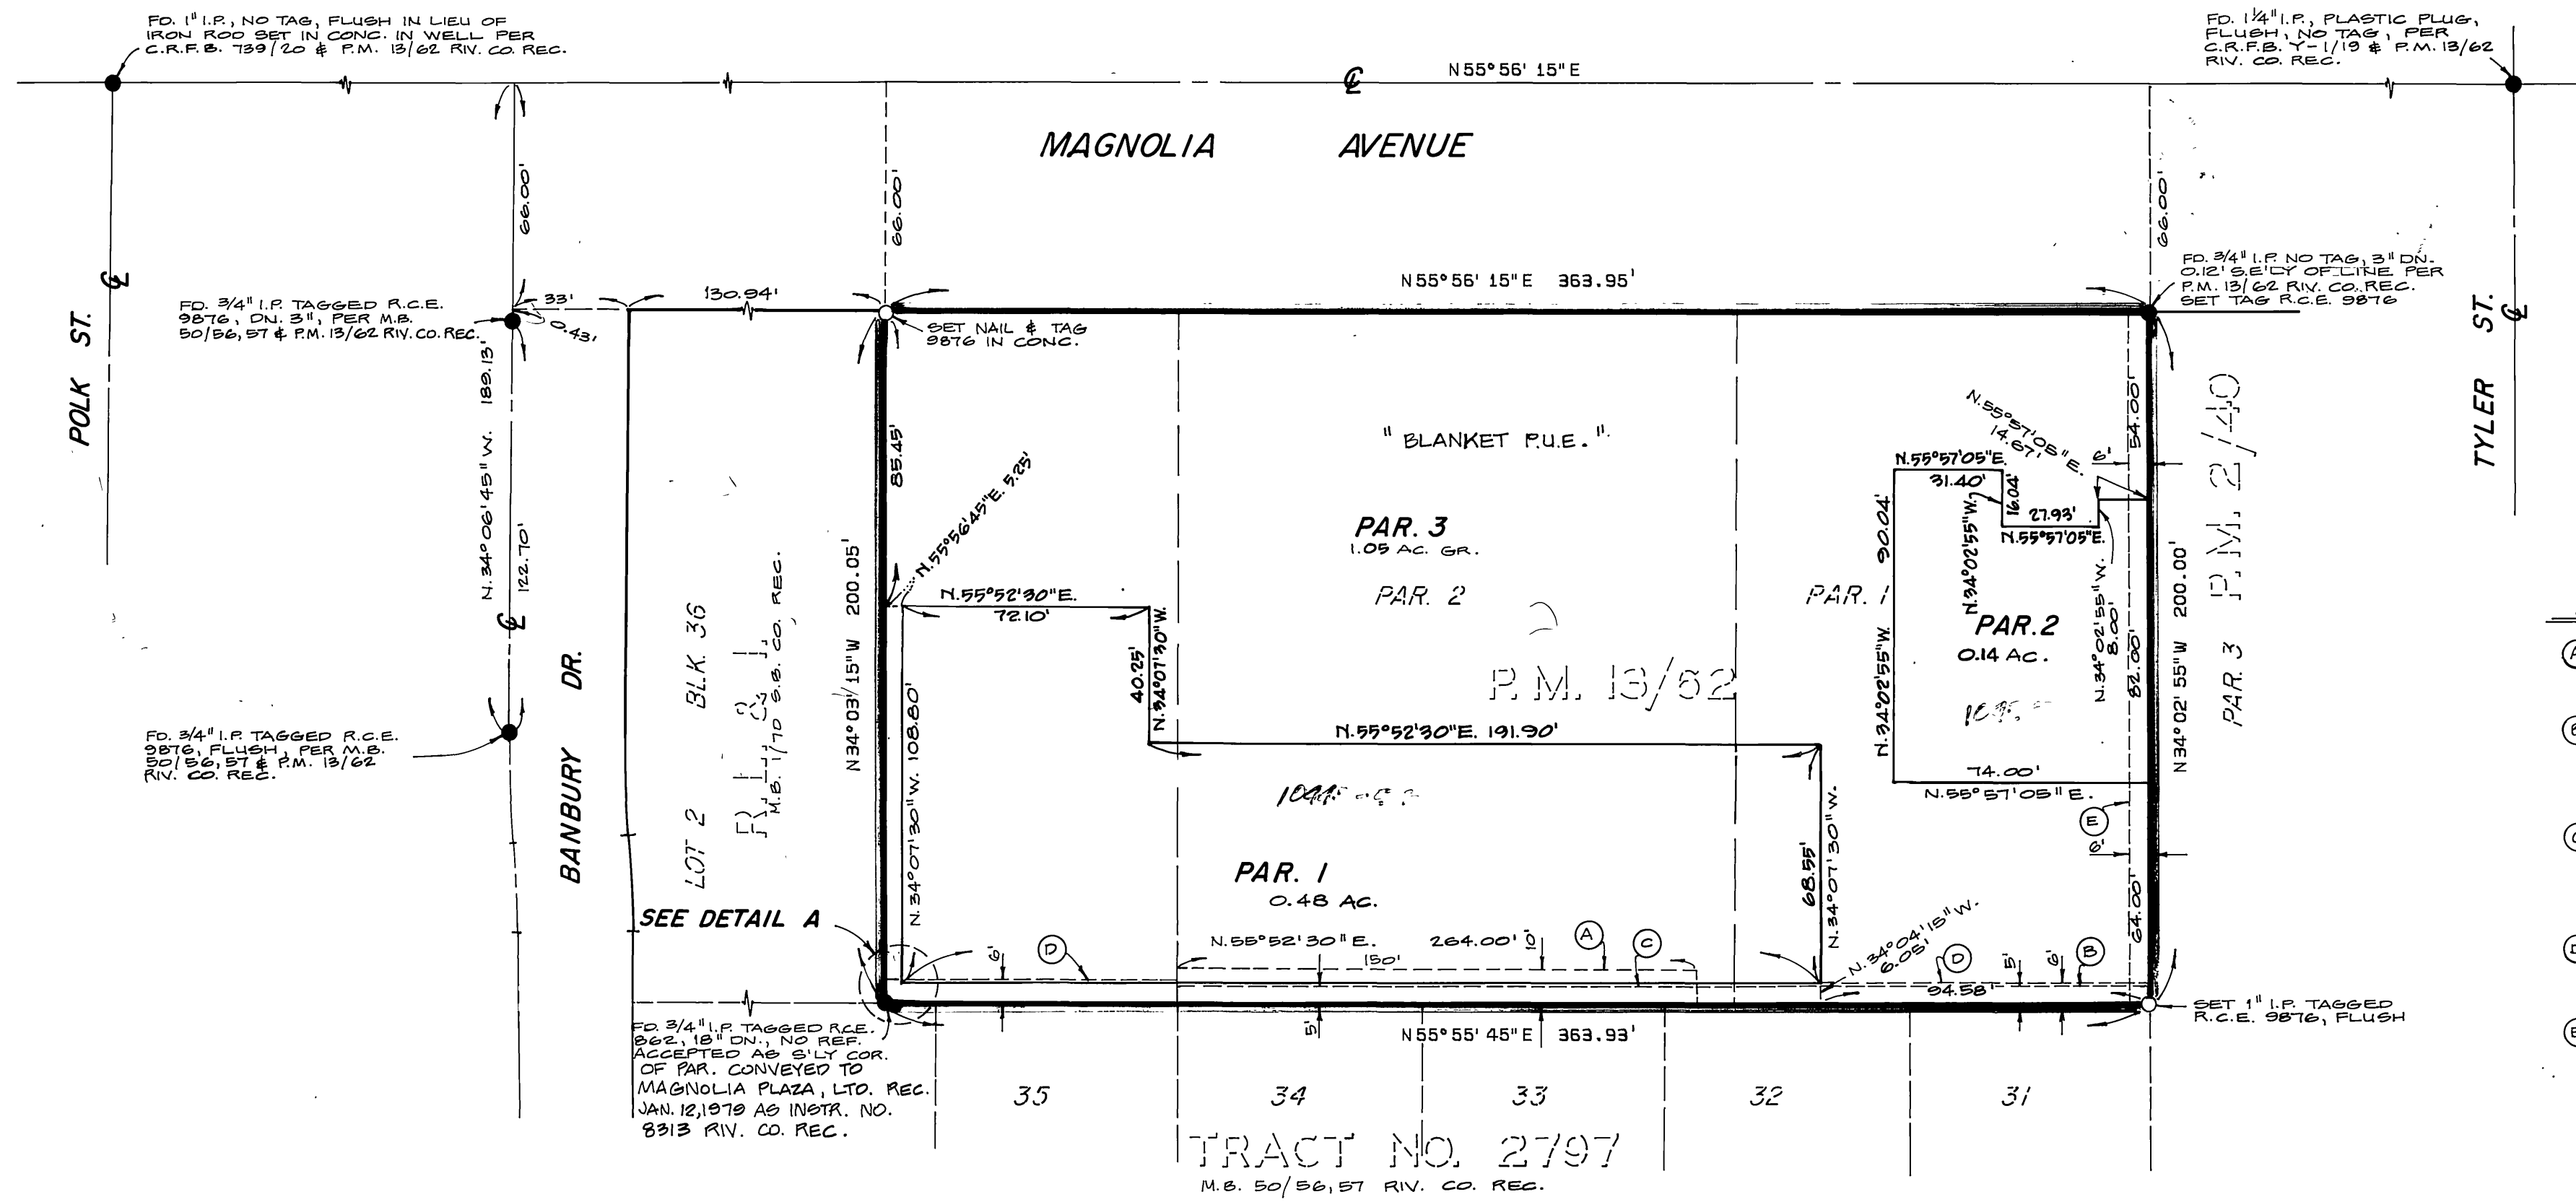 FD. 1" I.P., NO TAG, FLUSH IN LIEU OF
IRON ROD SET IN CONC. IN WELL PER
C.R.F.B. 739/20 & P.M. 13/62 RIV. CO. REC.
FD. 1¼" I.P., PLASTIC PLUG,
FLUSH, NO TAG, PER
C.R.F.B. Y-1/19 & P.M. 13/62
RIV. CO. REC.
N55°56'15"E
℄
MAGNOLIA AVENUE
66.00'
66.00'
66.00'
℄
POLK ST.
FD. 3/4" I.P. TAGGED R.C.E.
9876, DN. 3", PER M.B.
50/56,57 & P.M. 13/62 RIV. CO. REC.
33'
0.43'
130.94'
SET NAIL & TAG
9876 IN CONC.
N55°56'15"E 363.95'
FD. 3/4" I.P. NO TAG, 3" DN.
0.12' S.E'LY OF LINE PER
P.M. 13/62 RIV. CO. REC.
SET TAG R.C.E. 9876
TYLER ST.
℄
N.34°06'45"W. 189.13'
122.70'
℄
FD. 3/4" I.P. TAGGED R.C.E.
9876, FLUSH, PER M.B.
50/56,57 & P.M. 13/62
RIV. CO. REC.
BANBURY DR.
LOT 2 BLK 36
M.B. 1/70 S.B. CO. REC.
N34°03'15"W 200.05'
85.45'
N.55°56'45"E. 5.25'
N.55°52'30"E.
72.10'
40.25'
N.34°07'30"W.
N.34°07'30"W. 108.80'
"BLANKET P.U.E."
PAR. 3
1.05 AC. GR.
PAR. 2
PAR. 1
P.M. 13/62
N.55°52'30"E. 191.90'
N.55°57'05"E.
14.67'
6'
54.00'
N.55°57'05"E.
31.40'
16.04'
N.34°02'55"W.
27.93'
N.55°57'05"E.
90.04'
N.34°02'55"W.
PAR. 2
0.14 AC.
N.34°02'55"W.
8.00'
82.00'
N34°02'55"W 200.00'
PAR. 3 P.M. 2/40
74.00'
N.55°57'05"E.
E
6'
64.00'
PAR. 1
0.48 AC.
68.55'
N.34°07'30"W.
SEE DETAIL A
6'
D
N.55°52'30"E. 264.00'
150'
10'
A
C
N.34°04'15"W.
6.05'
D
5'
6'
B
94.58'
5'
N55°55'45"E 363.93'
SET 1" I.P. TAGGED
R.C.E. 9876, FLUSH
FD. 3/4" I.P. TAGGED R.C.E.
862, 18" DN., NO REF.
ACCEPTED AS S'LY COR.
OF PAR. CONVEYED TO
MAGNOLIA PLAZA, LTD. REC.
JAN. 12, 1979 AS INSTR. NO.
8313 RIV. CO. REC.
35 34 33 32 31
TRACT NO. 2797
M.B. 50/56,57 RIV. CO. REC.